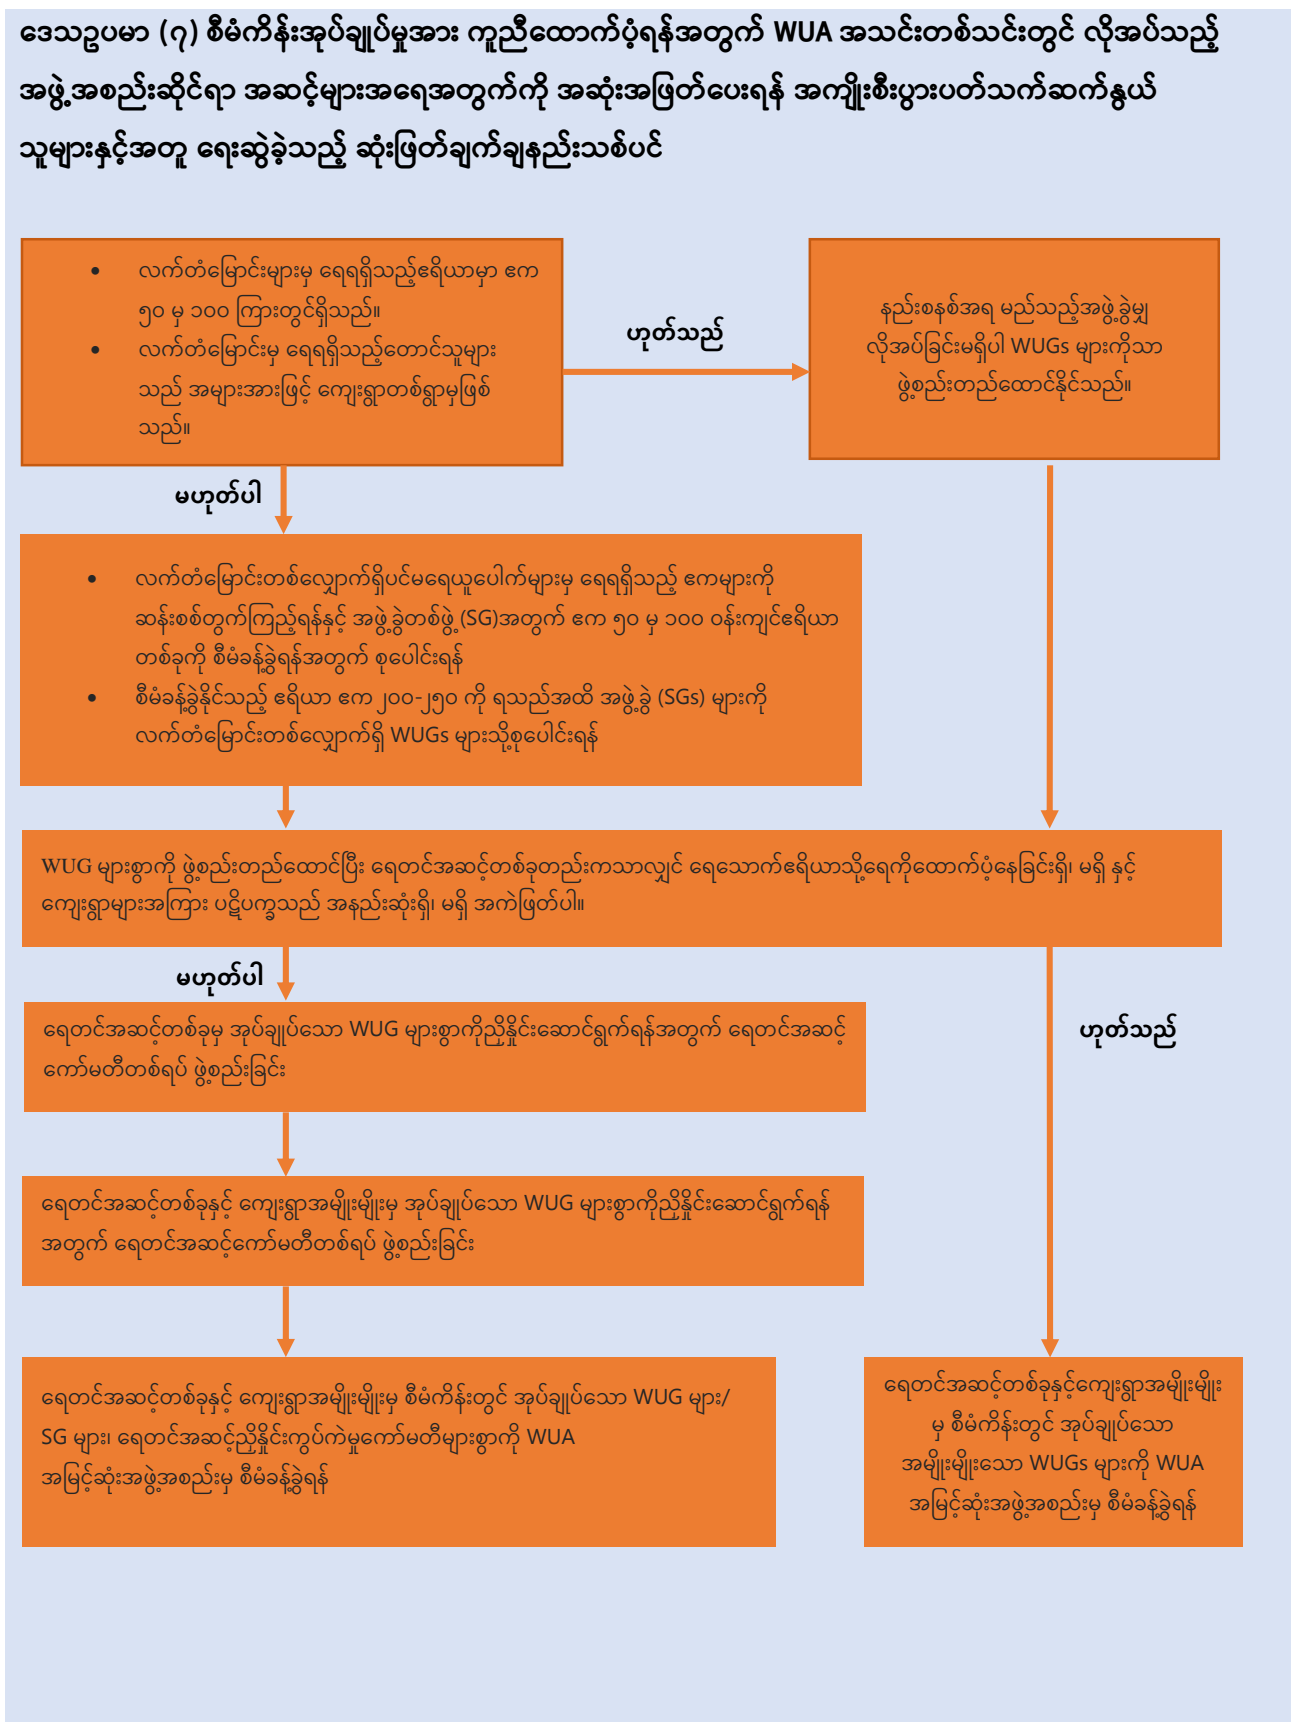 ဒေသဥပမာ (၇) စီမံကိန်းအုပ်ချုပ်မှုအား ကူညီထောက်ပံ့ရန်အတွက် WUA အသင်းတစ်သင်းတွင် လိုအပ်သည့်
အဖွဲ့အစည်းဆိုင်ရာ အဆင့်များအရေအတွက်ကို အဆုံးအဖြတ်ပေးရန် အကျိုးစီးပွားပတ်သက်ဆက်နွယ်
သူများနှင့်အတူ ရေးဆွဲခဲ့သည့် ဆုံးဖြတ်ချက်ချနည်းသစ်ပင်
• လက်တံမြောင်းများမှ ရေရရှိသည့်ဧရိယာမှာ ဧက
၅၀ မှ ၁၀၀ ကြားတွင်ရှိသည်။
• လက်တံမြောင်းမှ ရေရရှိသည့်တောင်သူများ
သည် အများအားဖြင့် ကျေးရွာတစ်ရွာမှဖြစ်
သည်။
ဟုတ်သည်
နည်းစနစ်အရ မည်သည့်အဖွဲ့ခွဲမျှ
လိုအပ်ခြင်းမရှိပါ WUGs များကိုသာ
ဖွဲ့စည်းတည်ထောင်နိုင်သည်။
မဟုတ်ပါ
• လက်တံမြောင်းတစ်လျှောက်ရှိပင်မရေယူပေါက်များမှ ရေရရှိသည့် ဧကများကို
ဆန်းစစ်တွက်ကြည့်ရန်နှင့် အဖွဲ့ခွဲတစ်ဖွဲ့ (SG)အတွက် ဧက ၅၀ မှ ၁၀၀ ဝန်းကျင်ဧရိယာ
တစ်ခုကို စီမံခန့်ခွဲရန်အတွက် စုပေါင်းရန်
• စီမံခန့်ခွဲနိုင်သည့် ဧရိယာ ဧက၂၀၀-၂၅၀ ကို ရသည်အထိ အဖွဲ့ခွဲ (SGs) များကို
လက်တံမြောင်းတစ်လျှောက်ရှိ WUGs များသို့စုပေါင်းရန်
WUG များစွာကို ဖွဲ့စည်းတည်ထောင်ပြီး ရေတင်အဆင့်တစ်ခုတည်းကသာလျှင် ရေသောက်ဧရိယာသို့ရေကိုထောက်ပံ့နေခြင်းရှိ၊ မရှိ နှင့်
ကျေးရွာများအကြား ပဋိပက္ခသည် အနည်းဆုံးရှိ၊ မရှိ အကဲဖြတ်ပါ။
မဟုတ်ပါ
ရေတင်အဆင့်တစ်ခုမှ အုပ်ချုပ်သော WUG များစွာကိုညှိနှိုင်းဆောင်ရွက်ရန်အတွက် ရေတင်အဆင့်
ကော်မတီတစ်ရပ် ဖွဲ့စည်းခြင်း
ဟုတ်သည်
ရေတင်အဆင့်တစ်ခုနှင့် ကျေးရွာအမျိုးမျိုးမှ အုပ်ချုပ်သော WUG များစွာကိုညှိနှိုင်းဆောင်ရွက်ရန်
အတွက် ရေတင်အဆင့်ကော်မတီတစ်ရပ် ဖွဲ့စည်းခြင်း
ရေတင်အဆင့်တစ်ခုနှင့် ကျေးရွာအမျိုးမျိုးမှ စီမံကိန်းတွင် အုပ်ချုပ်သော WUG များ/
SG များ၊ ရေတင်အဆင့်ညှိနှိုင်းကွပ်ကဲမှုကော်မတီများစွာကို WUA
အမြင့်ဆုံးအဖွဲ့အစည်းမှ စီမံခန့်ခွဲရန်
ရေတင်အဆင့်တစ်ခုနှင့်ကျေးရွာအမျိုးမျိုး
မှ စီမံကိန်းတွင် အုပ်ချုပ်သော
အမျိုးမျိုးသော WUGs များကို WUA
အမြင့်ဆုံးအဖွဲ့အစည်းမှ စီမံခန့်ခွဲရန်